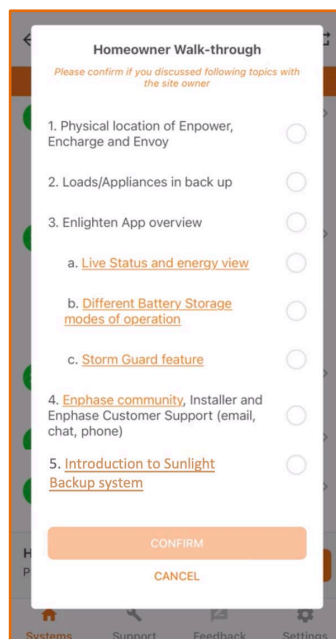 Homeowner Walk-through
Please confirm if you discussed following topics with
the site owner
1. Physical location of Enpower,
Encharge and Envoy
2. Loads/Appliances in back up
3. Enlighten App overview
a. Live Status and energy view
b. Different Battery Storage
modes of operation
c. Storm Guard feature
4. Enphase community, Installer and
Enphase Customer Support (email,
chat, phone)
5. Introduction to Sunlight
Backup system
H
P
CONFIRM
CANCEL
Systems Support Feedback Settings